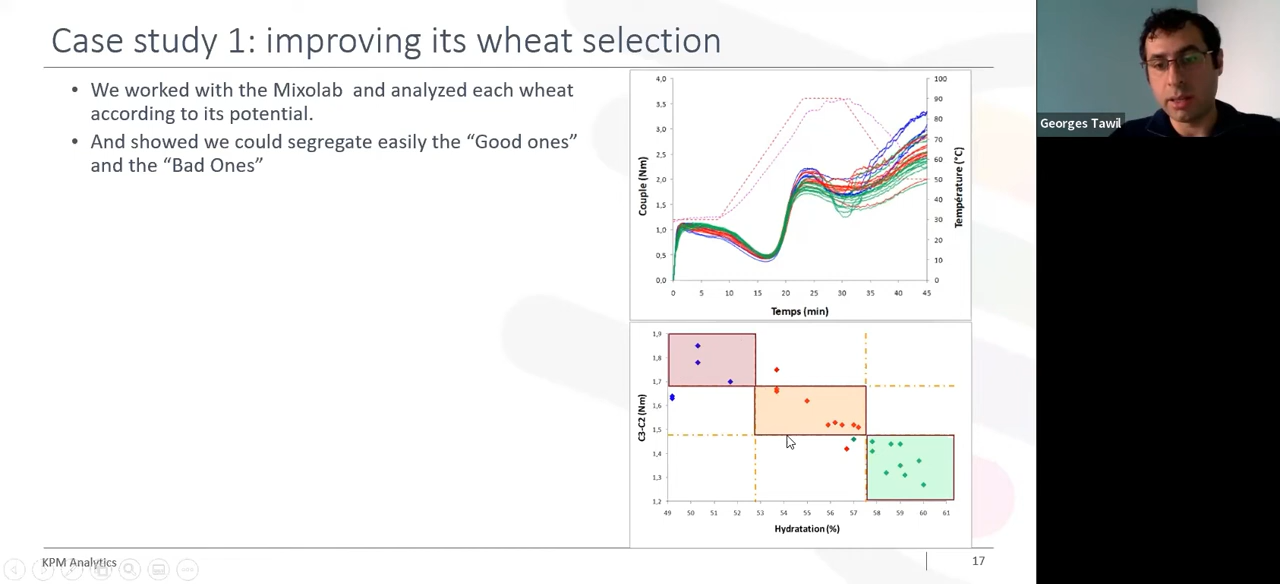 Case study 1: improving its wheat selection
• We worked with the Mixolab and analyzed each wheat
according to its potential.
• And showed we could segregate easily the “Good ones”
and the “Bad Ones”
4,0
3,5
3,0
2,5
2,0
1,5
1,0
0,5
0,0
Couple (Nm)
100
90
80
70
60
50
40
30
20
10
0
Température (°C)
0 5 10 15 20 25 30 35 40 45
Temps (min)
1,9
1,8
1,7
1,6
1,5
1,4
1,3
1,2
C3-C2 (Nm)
49 50 51 52 53 54 55 56 57 58 59 60 61
Hydratation (%)
KPM Analytics
17
Georges Tawil